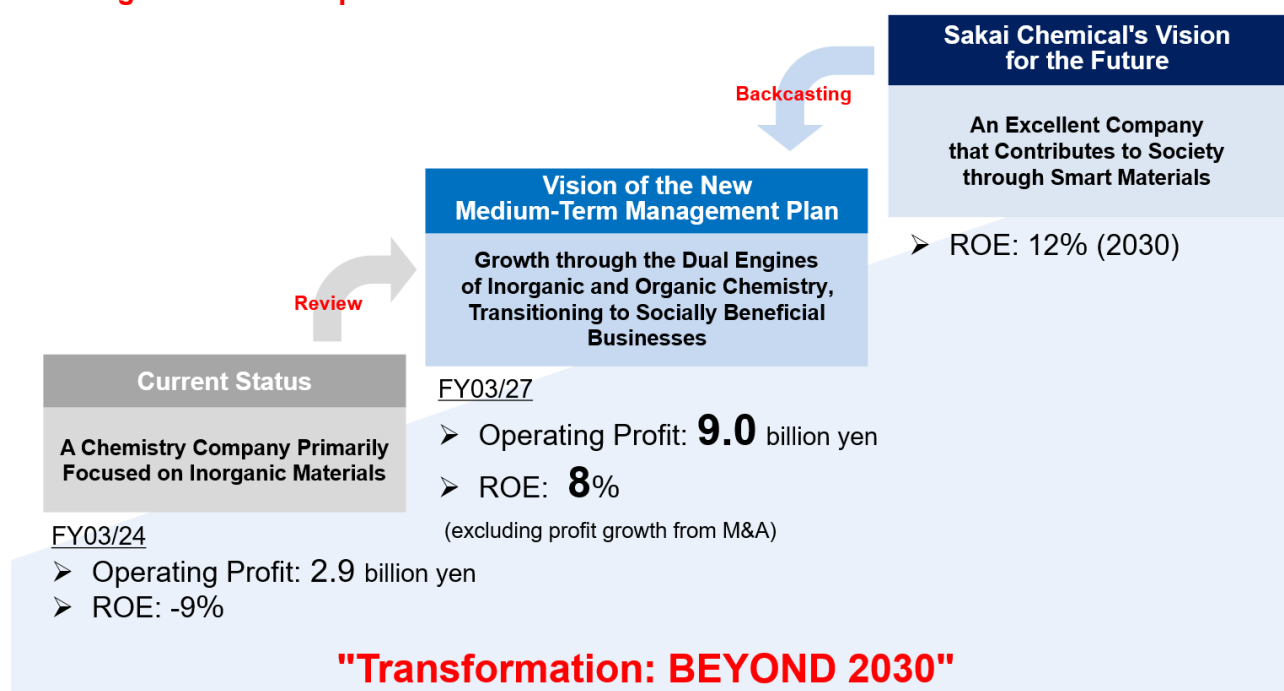 Sakai Chemical's Vision
for the Future
Backcasting
An Excellent Company
that Contributes to Society
through Smart Materials
Vision of the New
Medium-Term Management Plan
➢ ROE: 12% (2030)
Growth through the Dual Engines
of Inorganic and Organic Chemistry,
Transitioning to Socially Beneficial
Businesses
Review
Current Status
A Chemistry Company Primarily
Focused on Inorganic Materials
FY03/27
➢ Operating Profit: 9.0 billion yen
➢ ROE: 8%
(excluding profit growth from M&A)
FY03/24
➢ Operating Profit: 2.9 billion yen
➢ ROE: -9%
"Transformation: BEYOND 2030"